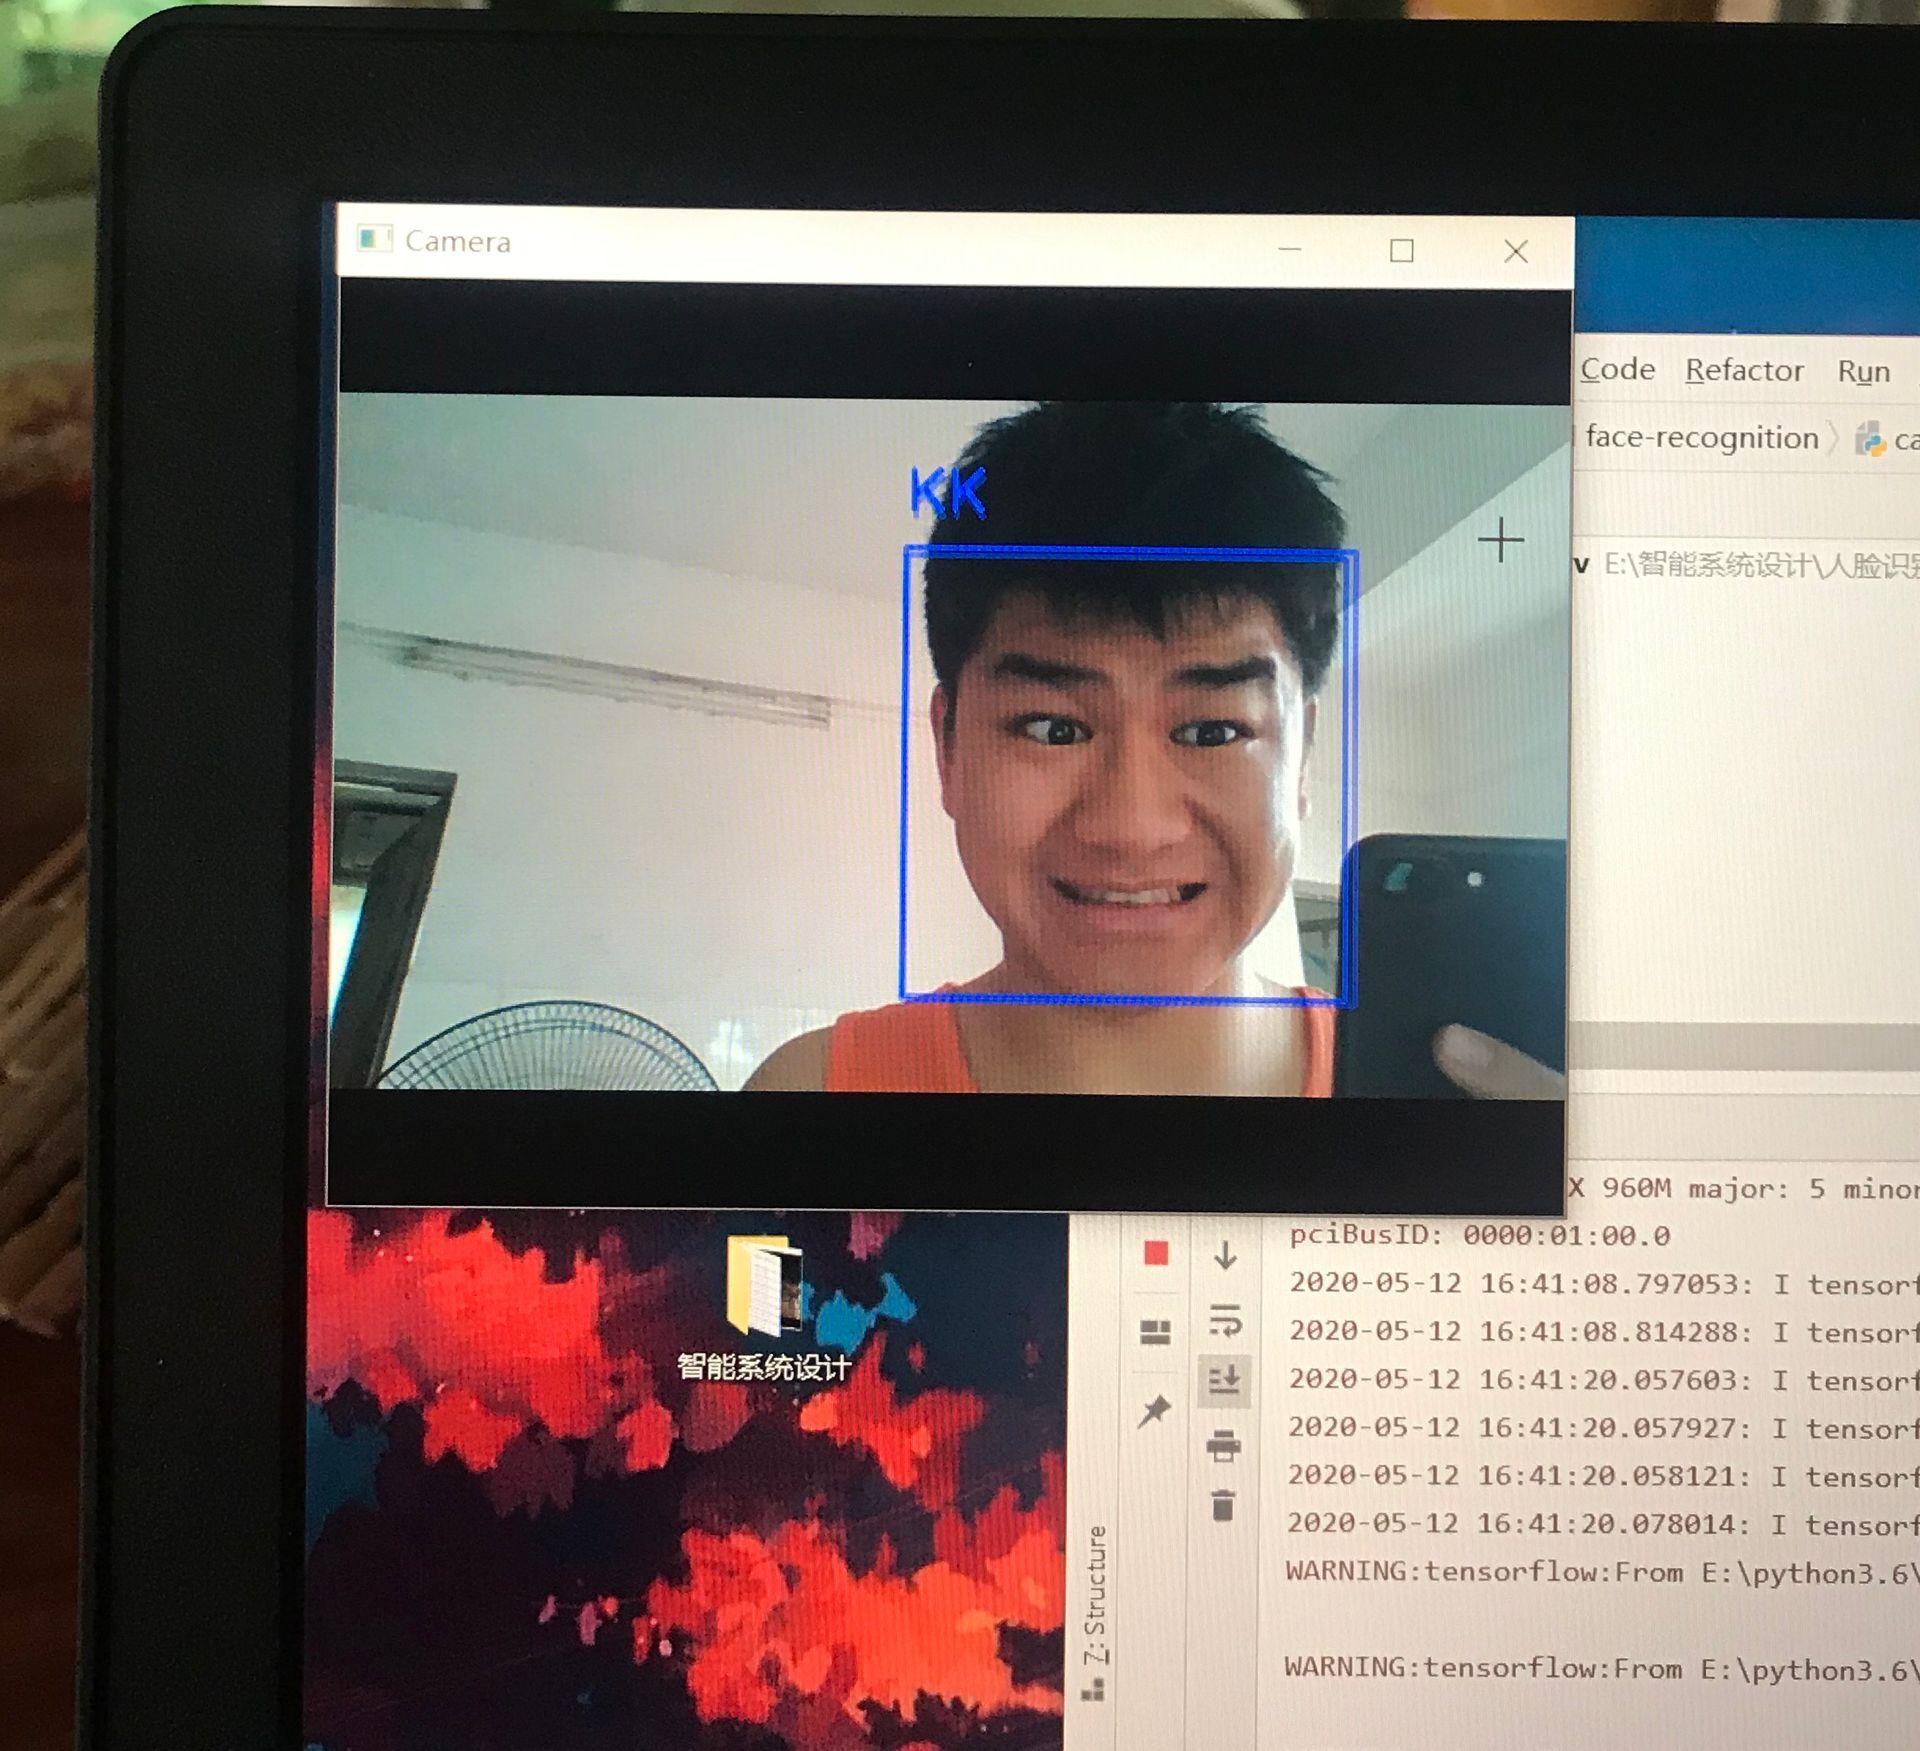 Camera
KK
Code Refactor Run
face-recognition
E:\智能系统设计\人脸识
X 960M major: 5 minor
pciBusID: 0000:01:00.0
2020-05-12 16:41:08.797053: I tensorf
2020-05-12 16:41:08.814288: I tensorf
2020-05-12 16:41:20.057603: I tensorf
2020-05-12 16:41:20.057927: I tensorf
2020-05-12 16:41:20.058121: I tensorf
2020-05-12 16:41:20.078014: I tensorf
WARNING:tensorflow:From E:\python3.6\
WARNING:tensorflow:From E:\python3.6\
智能系统设计
7: Structure